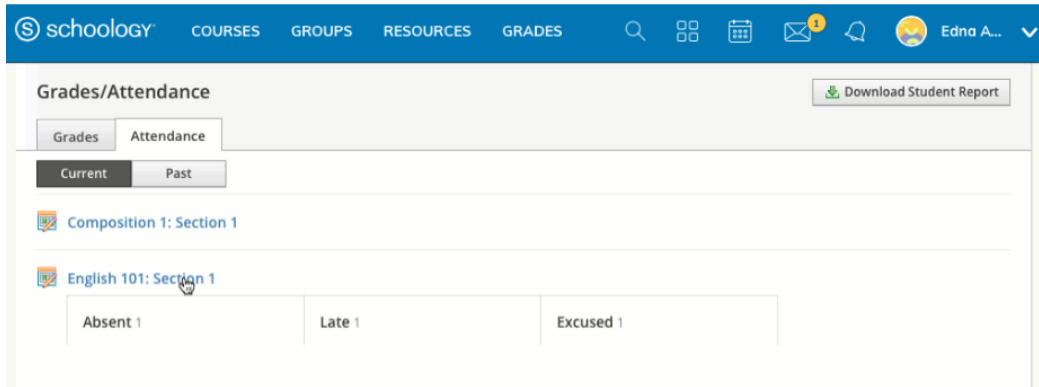 schoology COURSES GROUPS RESOURCES GRADES 1 Edna A...
Grades/Attendance Download Student Report
Grades Attendance
Current Past
Composition 1: Section 1
English 101: Section 1
Absent 1 Late 1 Excused 1